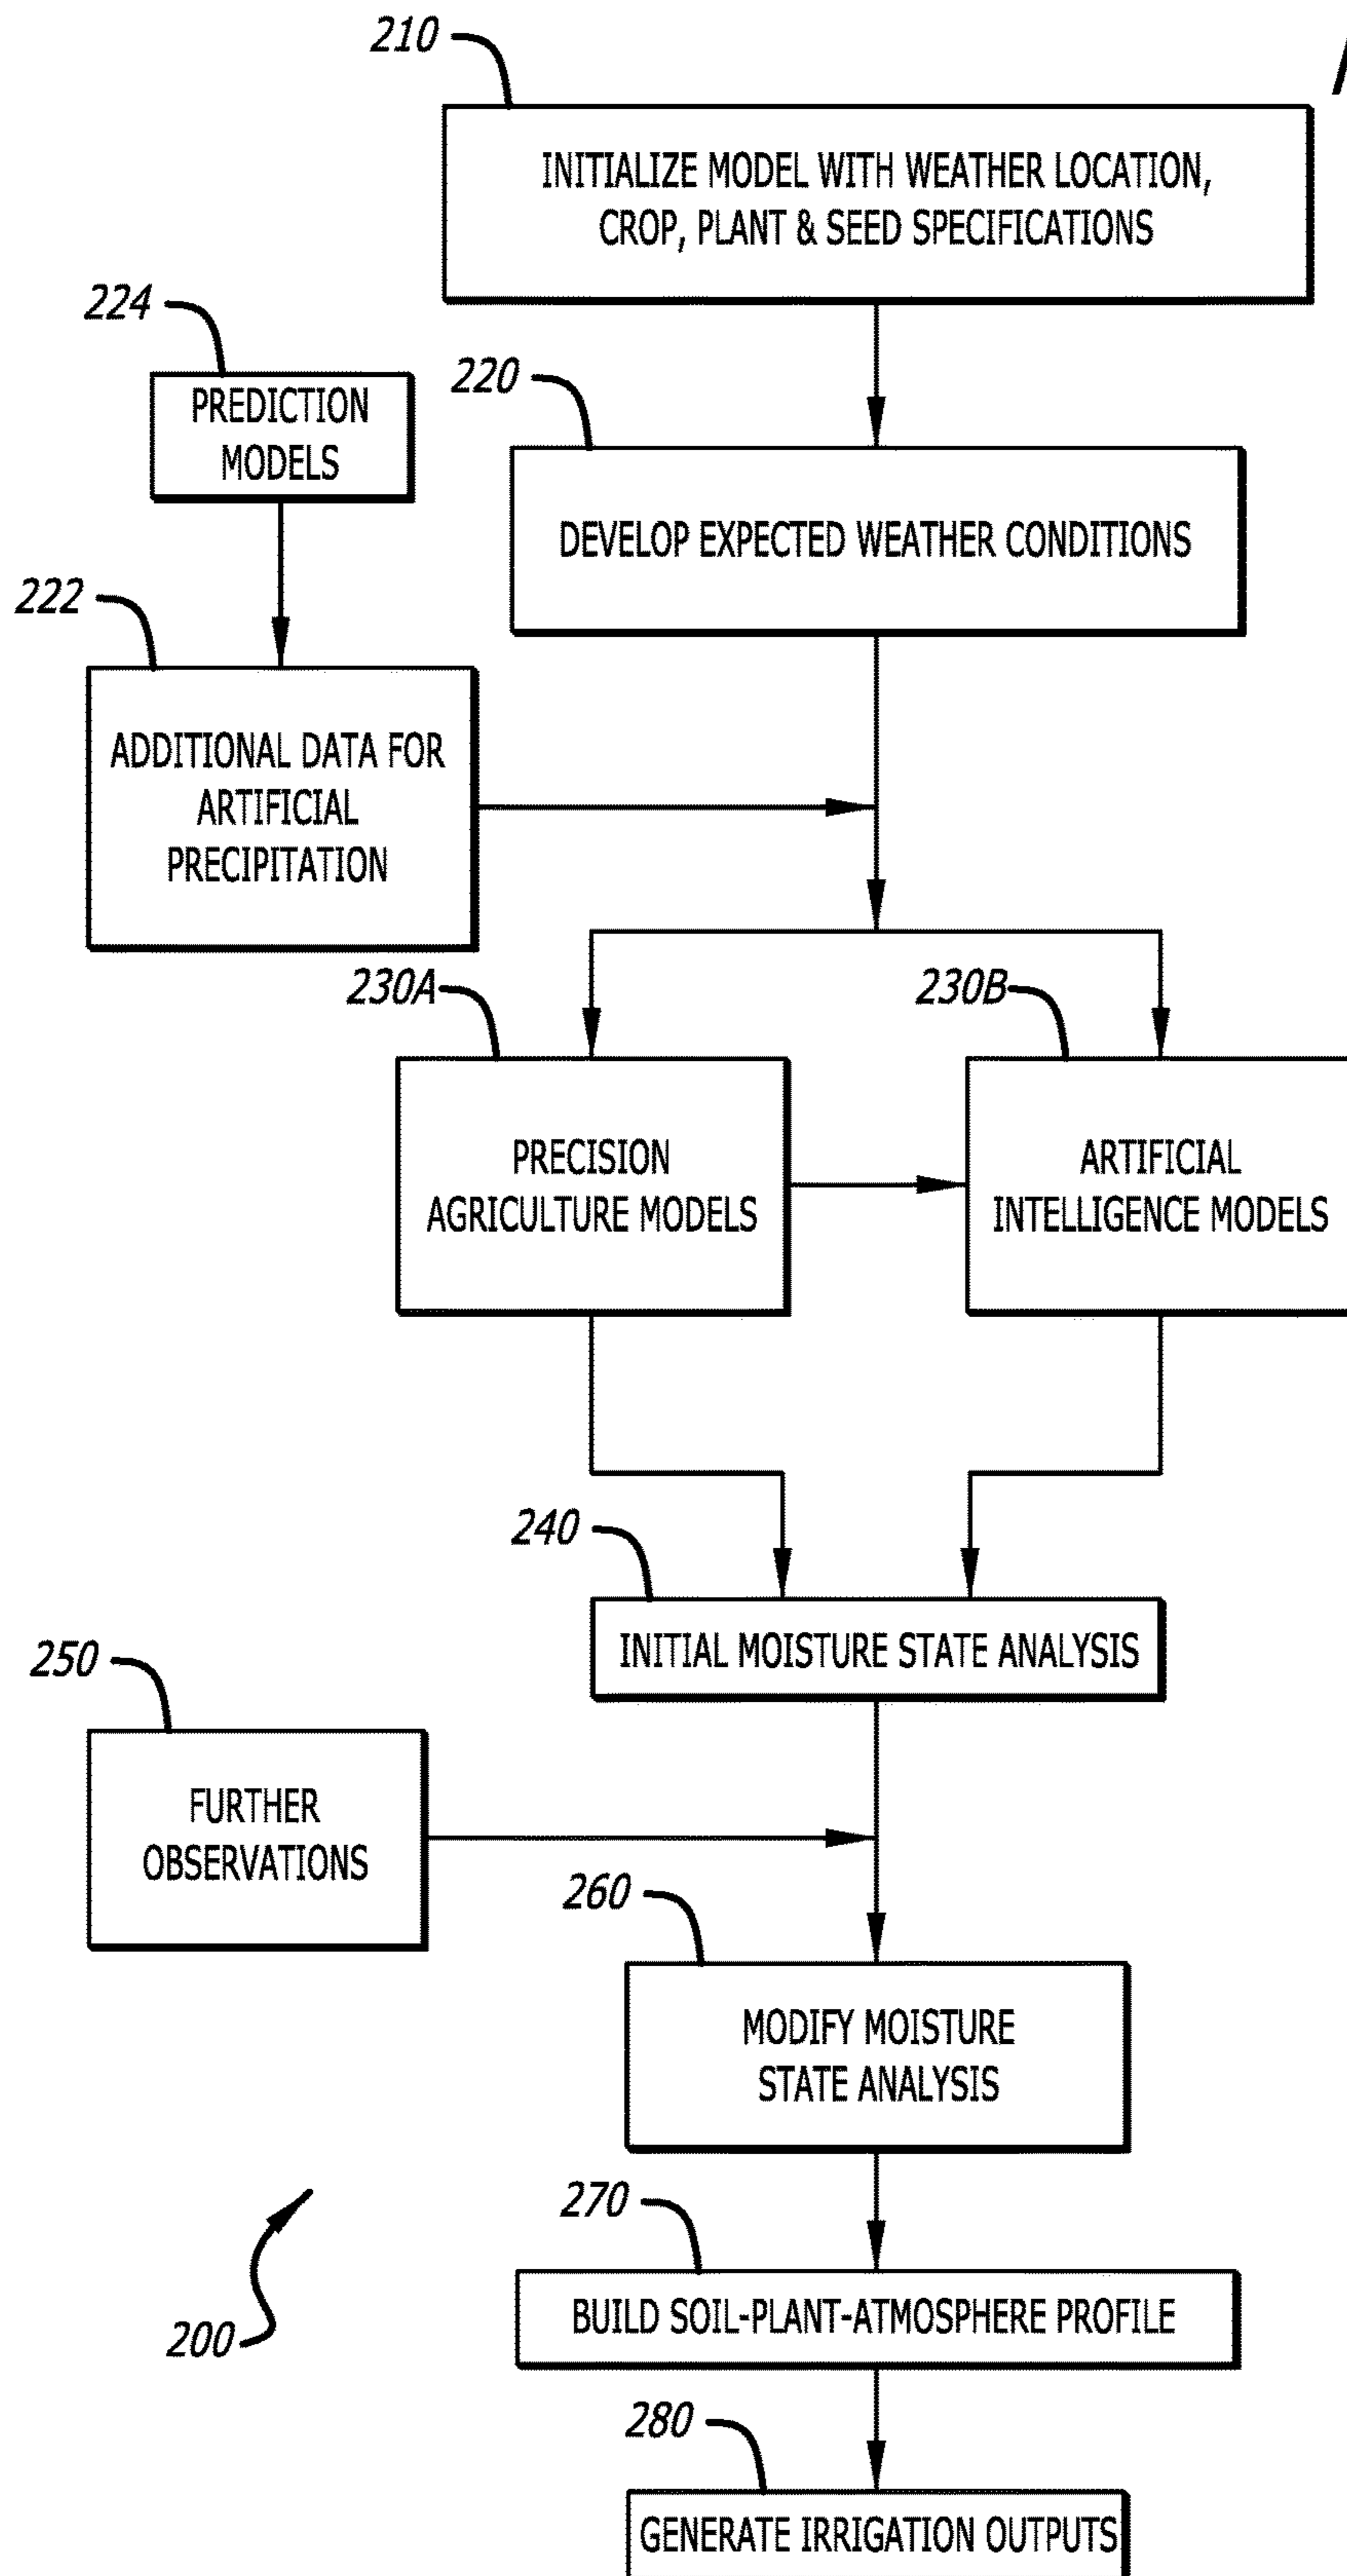 210
INITIALIZE MODEL WITH WEATHER LOCATION,
CROP, PLANT & SEED SPECIFICATIONS
224
PREDICTION
MODELS
220
DEVELOP EXPECTED WEATHER CONDITIONS
222
ADDITIONAL DATA FOR
ARTIFICIAL
PRECIPITATION
230A
PRECISION
AGRICULTURE MODELS
230B
ARTIFICIAL
INTELLIGENCE MODELS
240
INITIAL MOISTURE STATE ANALYSIS
250
FURTHER
OBSERVATIONS
260
MODIFY MOISTURE
STATE ANALYSIS
270
BUILD SOIL-PLANT-ATMOSPHERE PROFILE
200
280
GENERATE IRRIGATION OUTPUTS